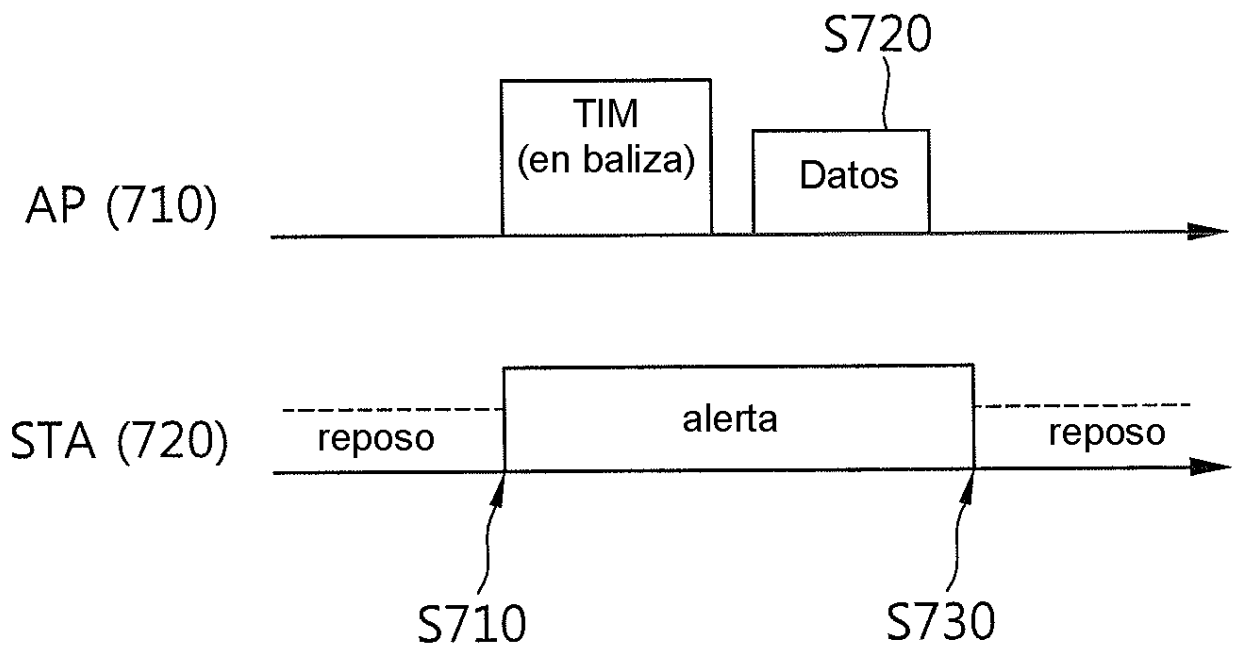 S720
TIM
(en baliza)
Datos
AP (710)
alerta
reposo
reposo
STA (720)
S710
S730